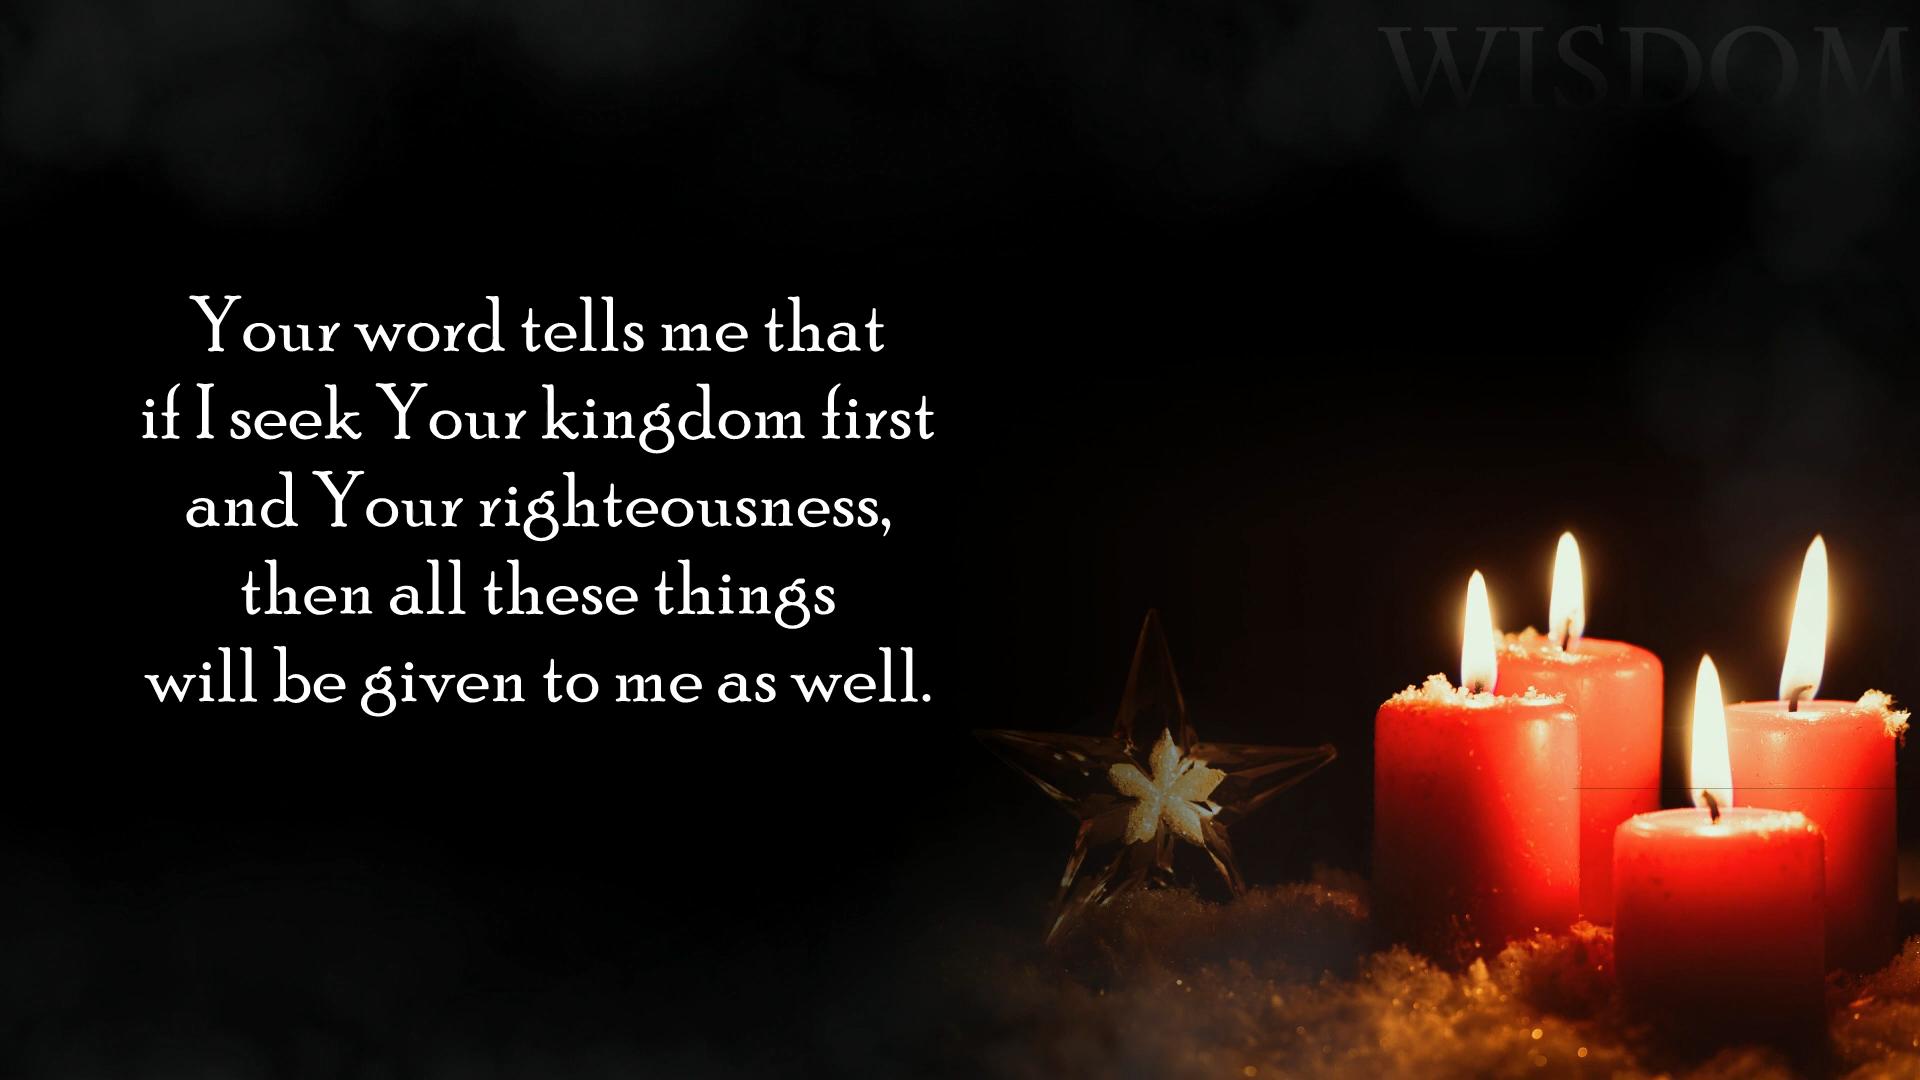 WISDOM
Your word tells me that
if I seek Your kingdom first
and Your righteousness,
then all these things
will be given to me as well.